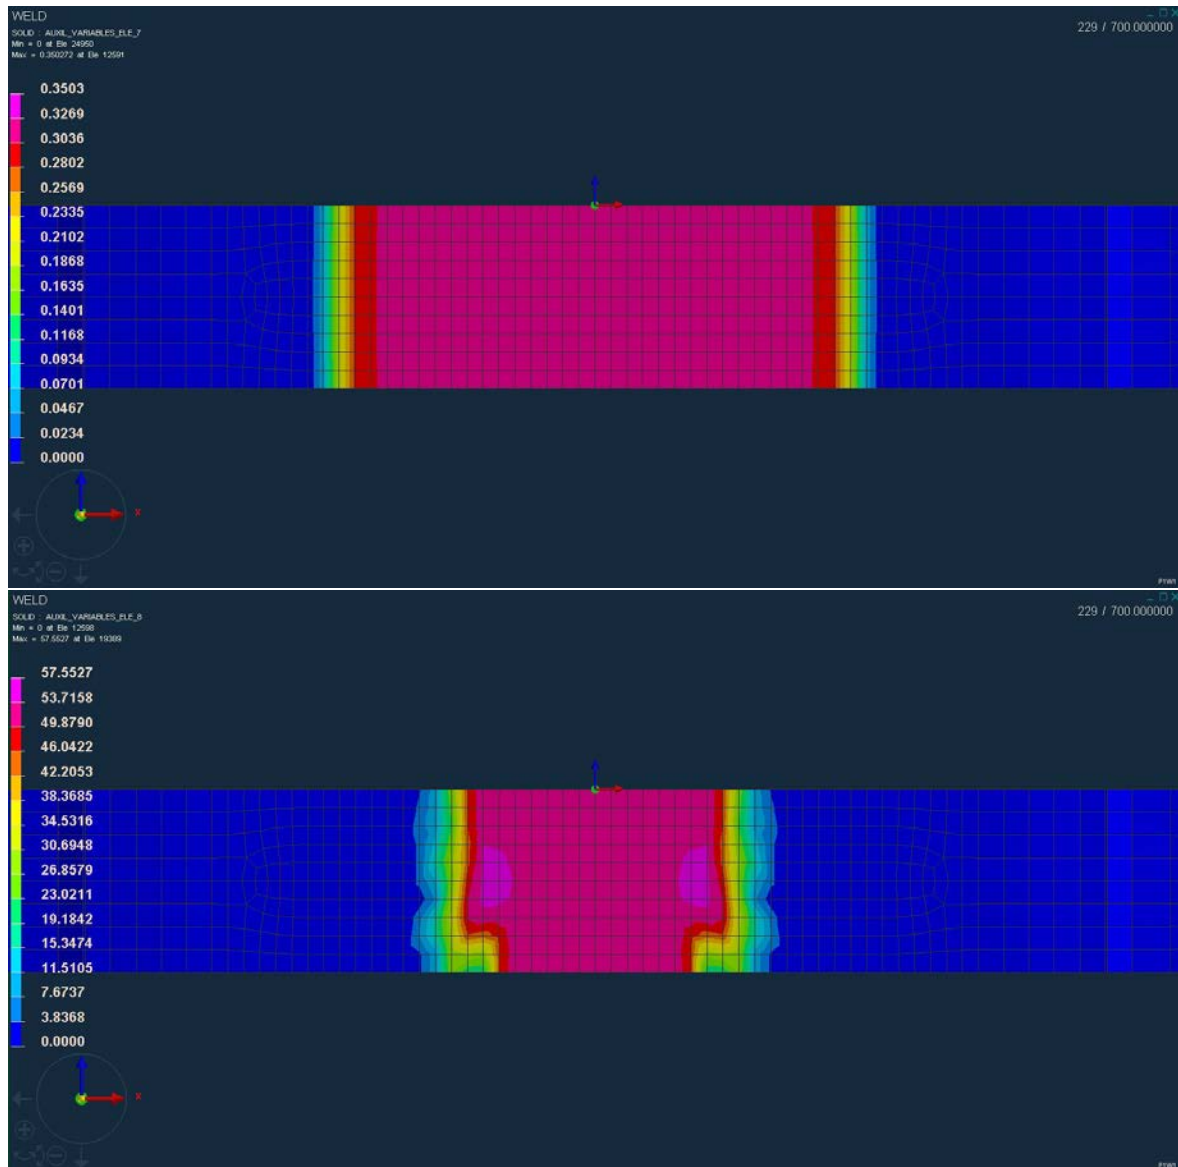 WELD
SOLID : AUXIL_VARIABLES_ELE_7
Min = 0 at Ele 24950
Max = 0.350272 at Ele 12591
229 / 700.000000
0.3503
0.3269
0.3036
0.2802
0.2569
0.2335
0.2102
0.1868
0.1635
0.1401
0.1168
0.0934
0.0701
0.0467
0.0234
0.0000
X
WELD
SOLID : AUXIL_VARIABLES_ELE_8
Min = 0 at Ele 12598
Max = 57.5527 at Ele 19389
229 / 700.000000
57.5527
53.7158
49.8790
46.0422
42.2053
38.3685
34.5316
30.6948
26.8579
23.0211
19.1842
15.3474
11.5105
7.6737
3.8368
0.0000
X